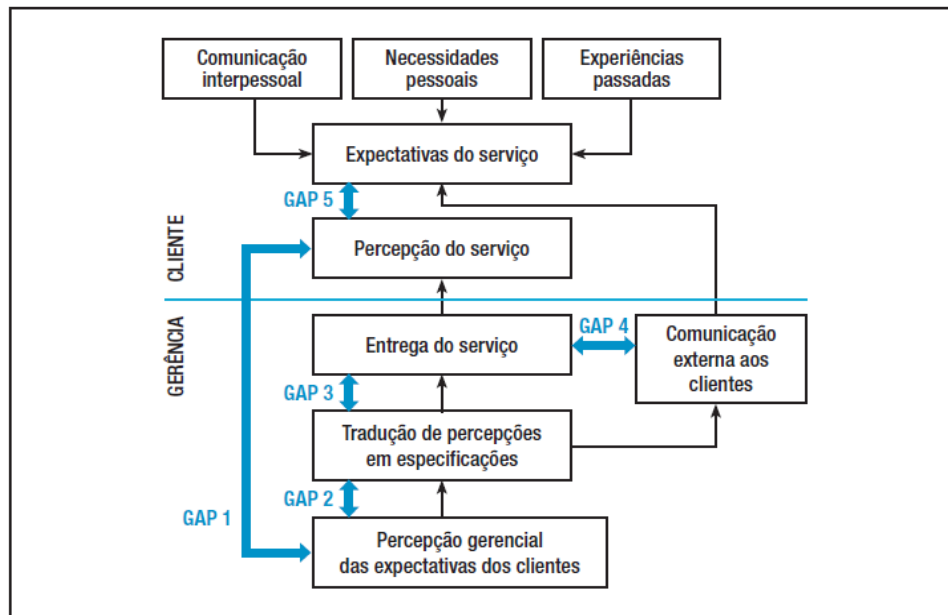 Comunicação
interpessoal
Necessidades
pessoais
Experiências
passadas
Expectativas do serviço
GAP 5
CLIENTE
Percepção do serviço
GERÊNCIA
Entrega do serviço
GAP 4
Comunicação
externa aos
clientes
GAP 3
Tradução de percepções
em especificações
GAP 2
GAP 1
Percepção gerencial
das expectativas dos clientes